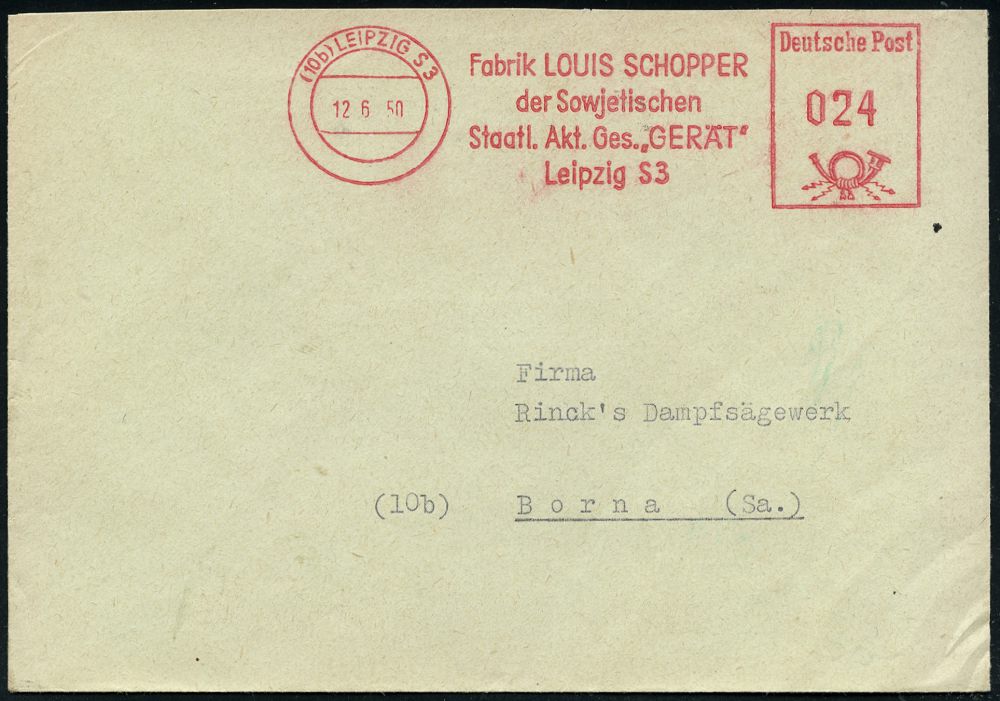 (10b) LEIPZIG S 3
12 6 50
Fabrik LOUIS SCHOPPER
der Sowjetischen
Staatl. Akt. Ges. „GERÄT“
Leipzig S3
Deutsche Post
024
Firma
Rinck's Dampfsägewerk
(10b) B o r n a (Sa.)